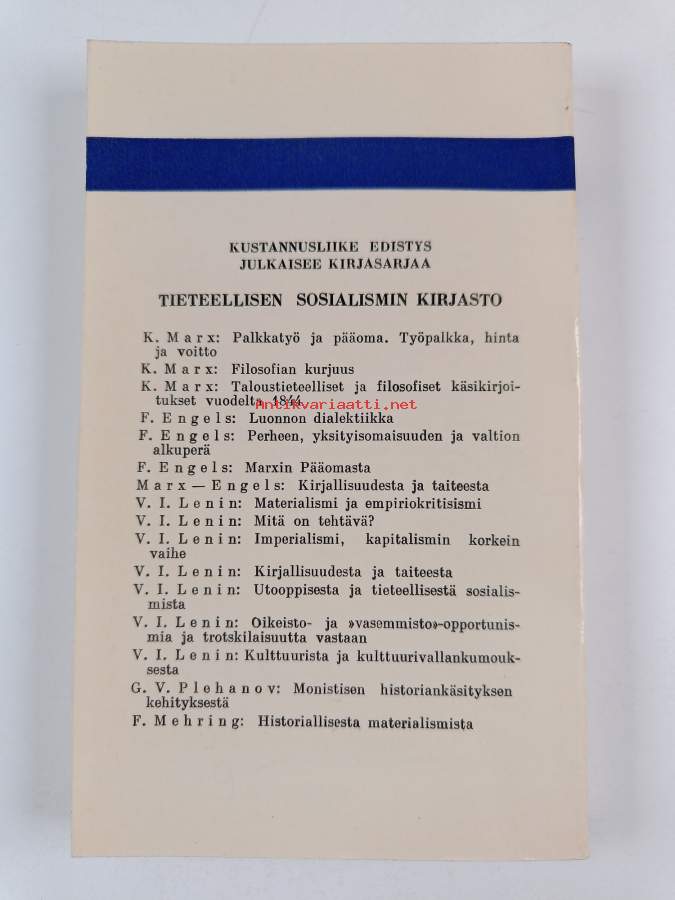 KUSTANNUSLIIKE EDISTYS
JULKAISEE KIRJASARJAA
TIETEELLISEN SOSIALISMIN KIRJASTO
K. Marx: Palkkatyö ja pääoma. Työpalkka, hinta
ja voitto
K. Marx: Filosofian kurjuus
K. Marx: Taloustieteelliset ja filosofiset käsikirjoi-
tukset vuodelta 1844
Antikvariaatti.net
F. Engels: Luonnon dialektiikka
F. Engels: Perheen, yksityisomaisuuden ja valtion
alkuperä
F. Engels: Marxin Pääomasta
Marx — Engels: Kirjallisuudesta ja taiteesta
V. I. Lenin: Materialismi ja empiriokritisismi
V. I. Lenin: Mitä on tehtävä?
V. I. Lenin: Imperialismi, kapitalismin korkein
vaihe
V. I. Lenin: Kirjallisuudesta ja taiteesta
V. I. Lenin: Utooppisesta ja tieteellisestä sosialis-
mista
V. I. Lenin: Oikeisto- ja »vasemmisto»-opportunis-
mia ja trotskilaisuutta vastaan
V. I. Lenin: Kulttuurista ja kulttuurivallankumouk-
sesta
G. V. Plehanov: Monistisen historiankäsityksen
kehityksestä
F. Mehring: Historiallisesta materialismista